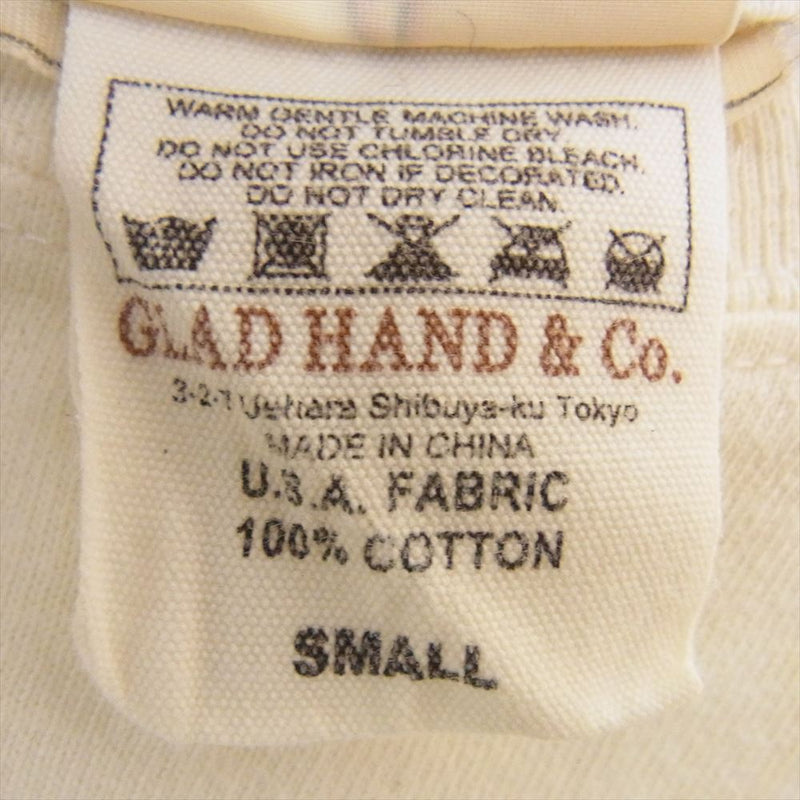 WARM GENTLE MACHINE WASH.
DO NOT TUMBLE DRY
DO NOT USE CHLORINE BLEACH.
DO NOT IRON IF DECORATED.
DO NOT DRY CLEAN.
GLAD HAND & Co.
3-2-1 Uehara Shibuya-ku Tokyo
MADE IN CHINA
U.S.A. FABRIC
100% COTTON
SMALL